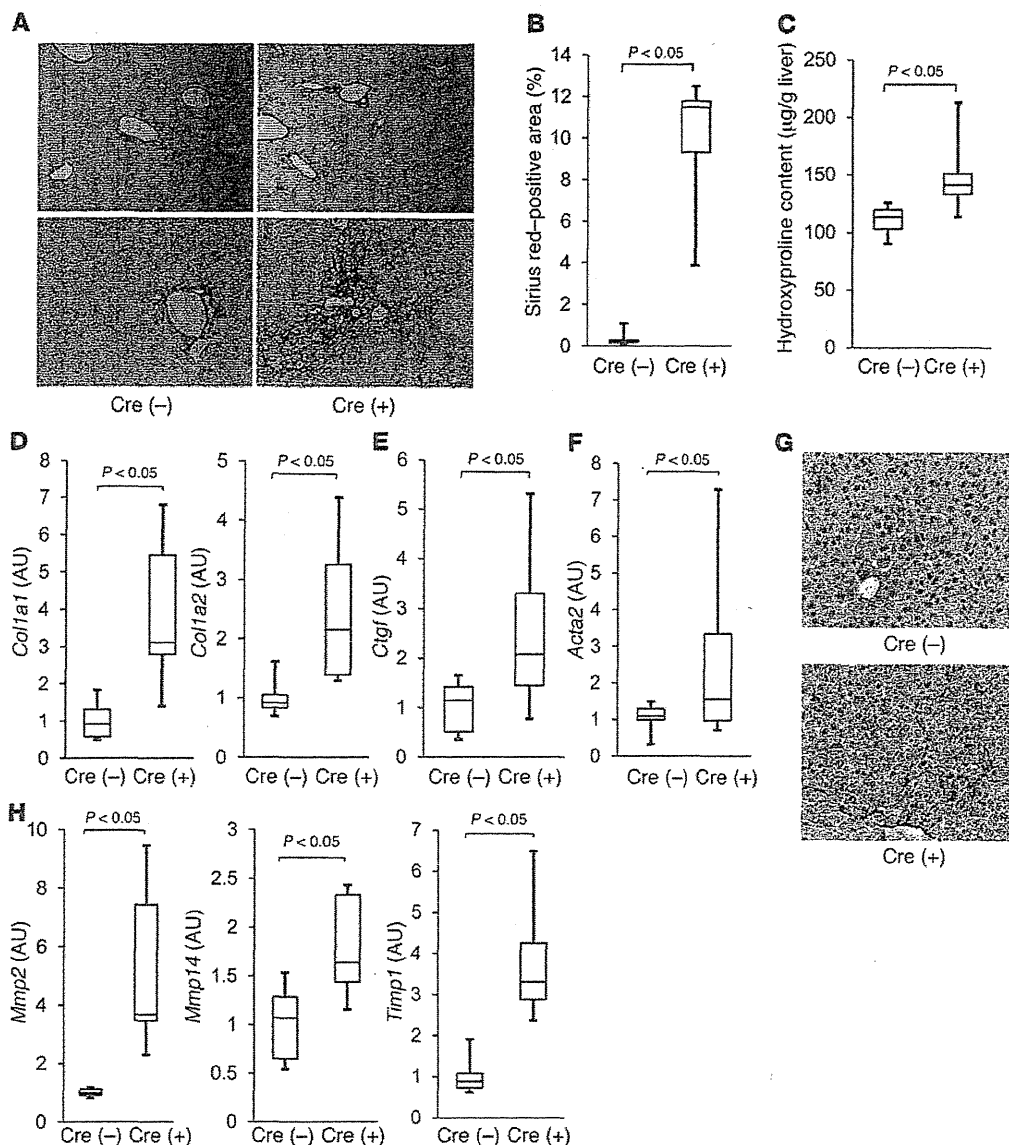 A
Cre (–)
Cre (+)
B
Sirius red–positive area (%)
14
12
10
8
6
4
2
0
P < 0.05
Cre (–) Cre (+)
C
Hydroxyproline content (µg/g liver)
250
200
150
100
50
0
P < 0.05
Cre (–) Cre (+)
D
Col1a1 (AU)
8
7
6
5
4
3
2
1
0
P < 0.05
Cre (–) Cre (+)
Col1a2 (AU)
5
4
3
2
1
0
P < 0.05
Cre (–) Cre (+)
E
Ctgf (AU)
6
5
4
3
2
1
0
P < 0.05
Cre (–) Cre (+)
F
Acta2 (AU)
8
7
6
5
4
3
2
1
0
P < 0.05
Cre (–) Cre (+)
G
Cre (–)
Cre (+)
H
Mmp2 (AU)
10
8
6
4
2
0
P < 0.05
Cre (–) Cre (+)
Mmp14 (AU)
3
2.5
2
1.5
1
0.5
0
P < 0.05
Cre (–) Cre (+)
Timp1 (AU)
7
6
5
4
3
2
1
0
P < 0.05
Cre (–) Cre (+)